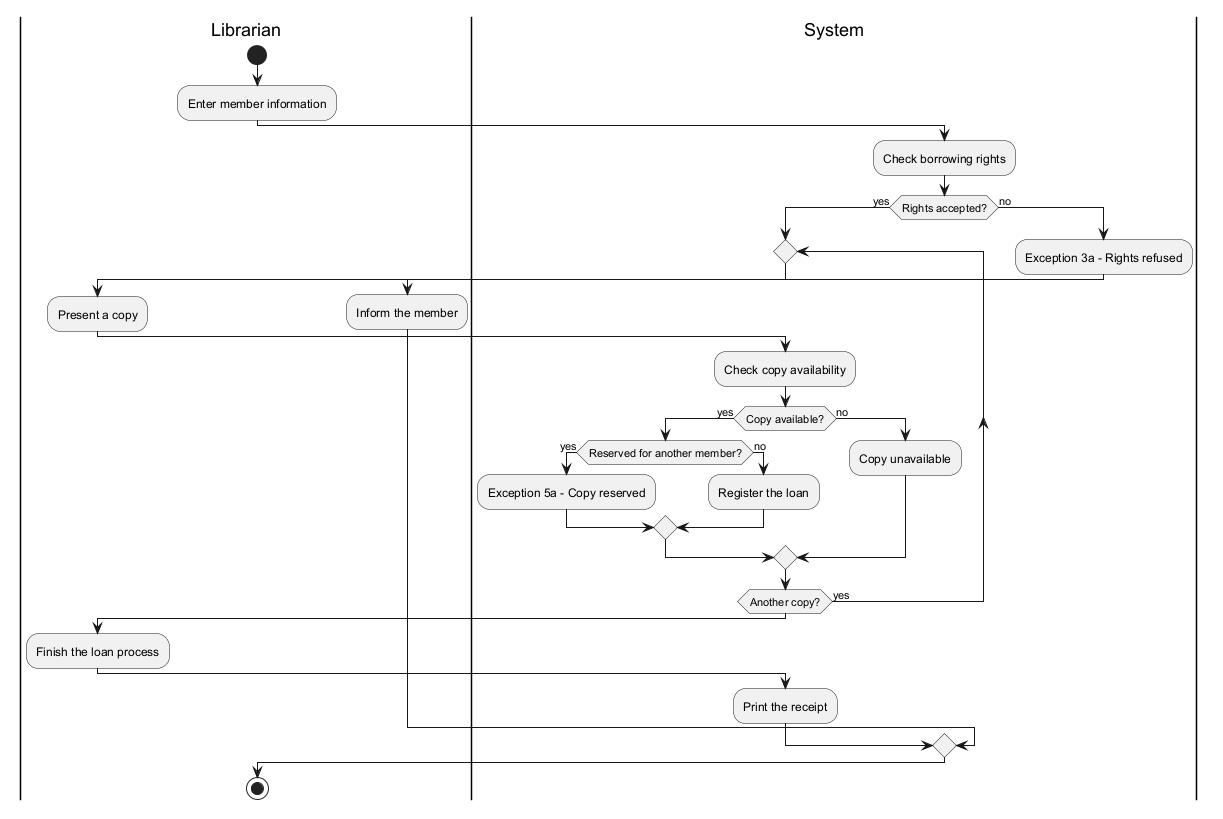 Librarian
System
Enter member information
Check borrowing rights
yes
Rights accepted?
no
Exception 3a - Rights refused
Present a copy
Inform the member
Check copy availability
yes
Copy available?
no
yes
Reserved for another member?
no
Copy unavailable
Exception 5a - Copy reserved
Register the loan
Another copy?
yes
Finish the loan process
Print the receipt